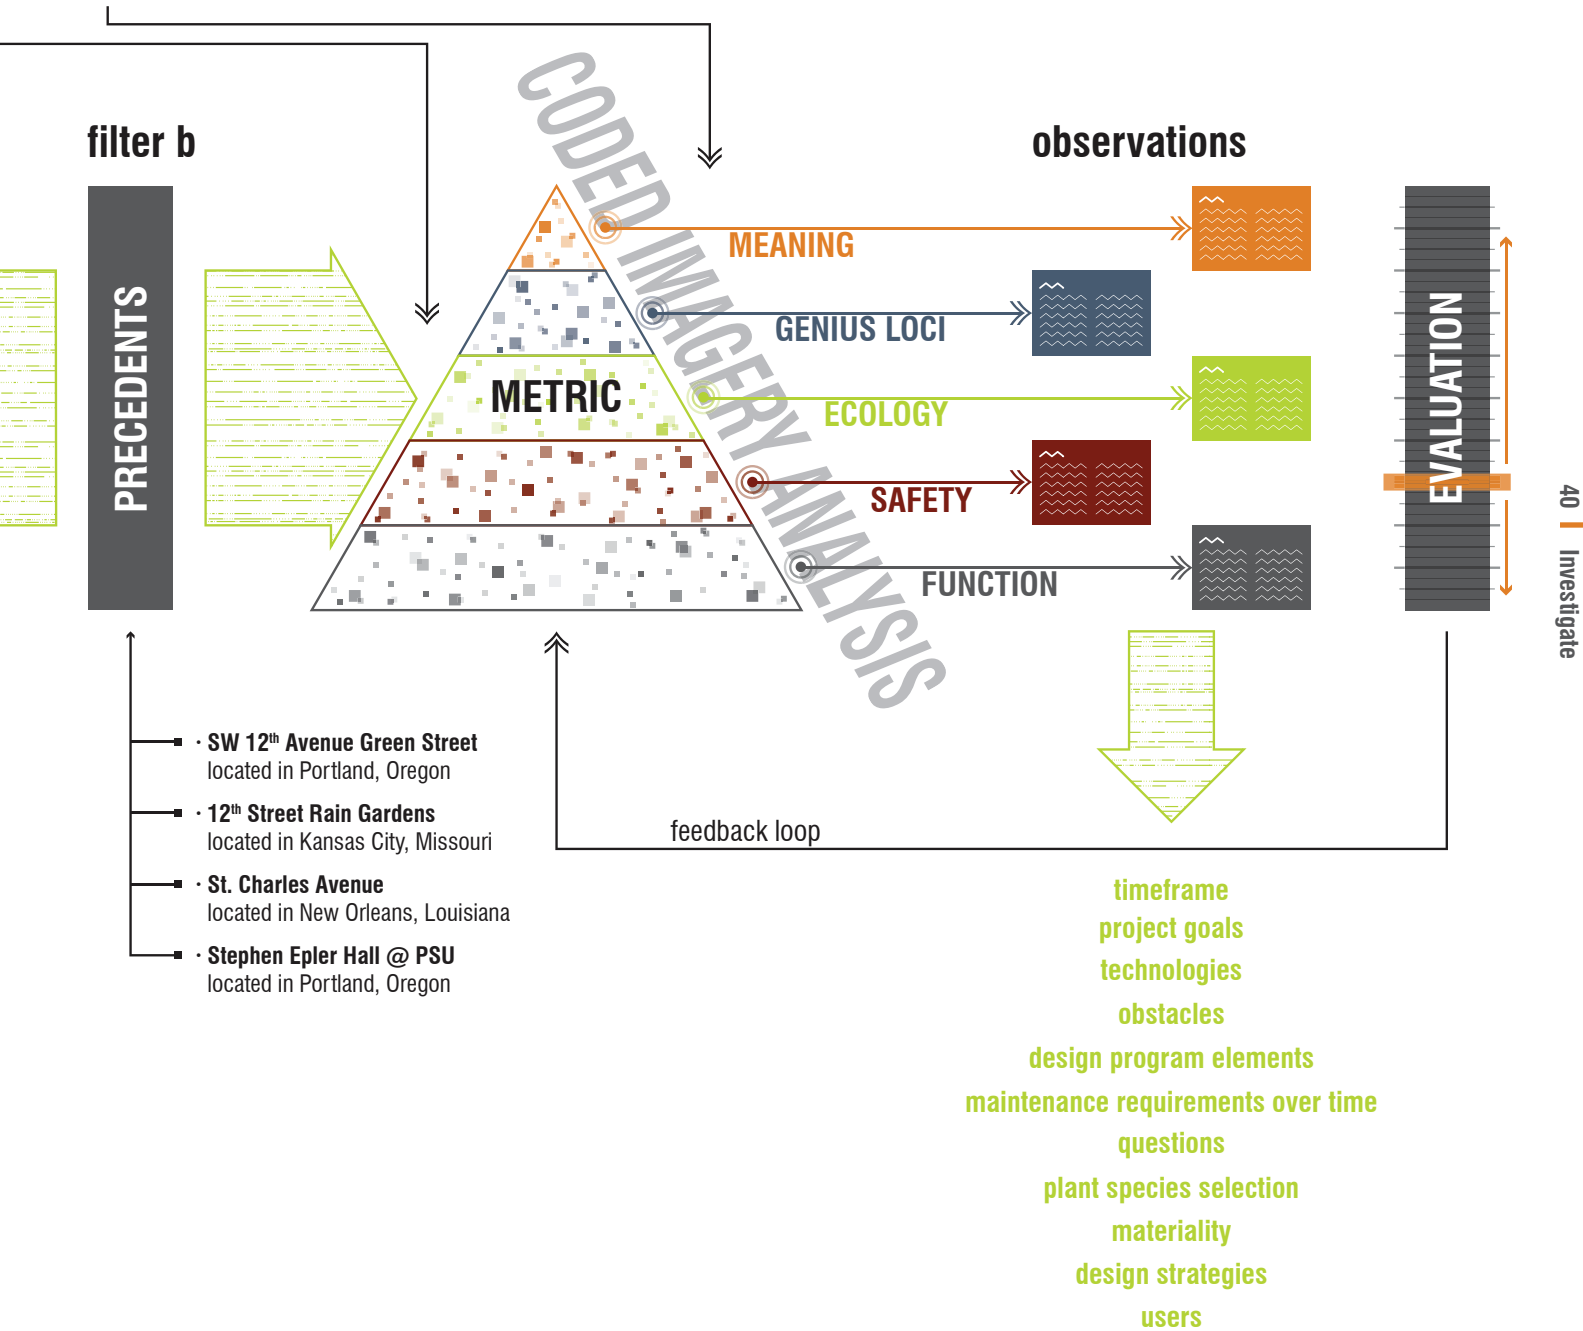 filter b
observations
PRECEDENTS
METRIC
CODED IMAGERY ANALYSIS
MEANING
GENIUS LOCI
ECOLOGY
SAFETY
FUNCTION
EVALUATION
· SW 12th Avenue Green Street
located in Portland, Oregon
· 12th Street Rain Gardens
located in Kansas City, Missouri
· St. Charles Avenue
located in New Orleans, Louisiana
· Stephen Epler Hall @ PSU
located in Portland, Oregon
feedback loop
timeframe
project goals
technologies
obstacles
design program elements
maintenance requirements over time
questions
plant species selection
materiality
design strategies
users
40 Investigate